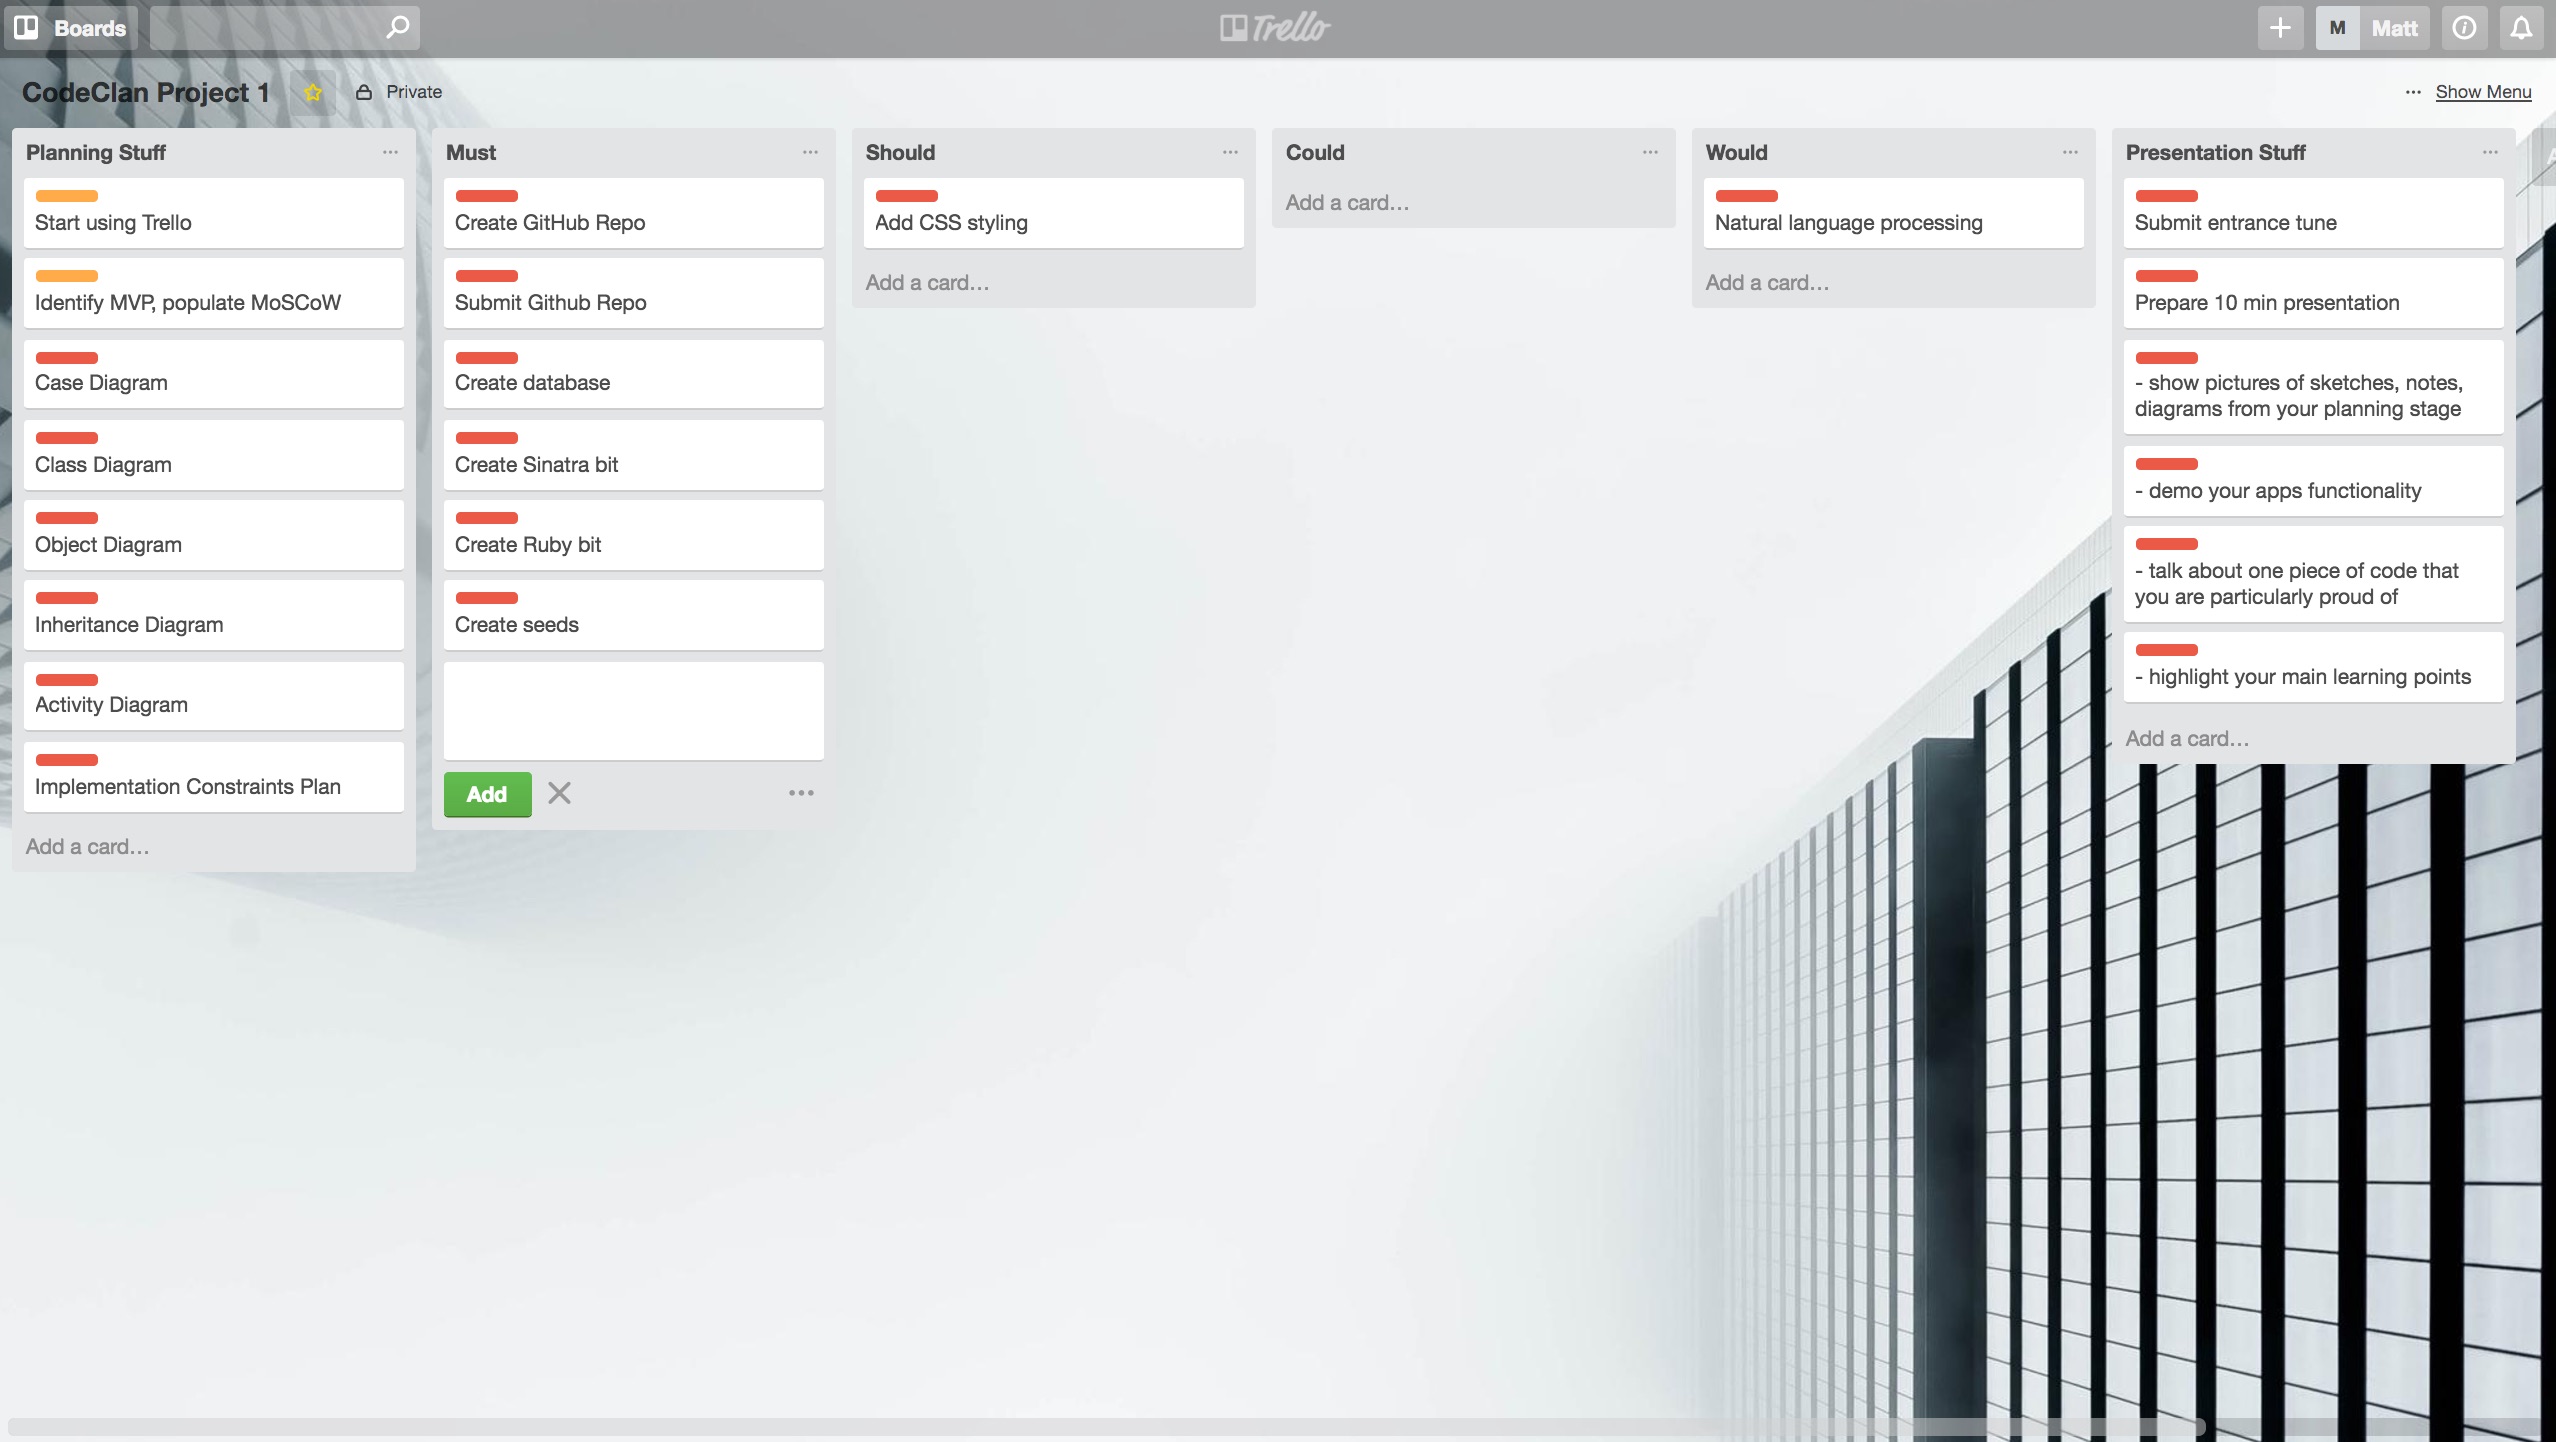 Boards
Trello
M
Matt
CodeClan Project 1
Private
Show Menu
Planning Stuff
Start using Trello
Identify MVP, populate MoSCoW
Case Diagram
Class Diagram
Object Diagram
Inheritance Diagram
Activity Diagram
Implementation Constraints Plan
Add a card…
Must
Create GitHub Repo
Submit Github Repo
Create database
Create Sinatra bit
Create Ruby bit
Create seeds
Add
Should
Add CSS styling
Add a card…
Could
Add a card…
Would
Natural language processing
Add a card…
Presentation Stuff
Submit entrance tune
Prepare 10 min presentation
- show pictures of sketches, notes,
diagrams from your planning stage
- demo your apps functionality
- talk about one piece of code that
you are particularly proud of
- highlight your main learning points
Add a card…